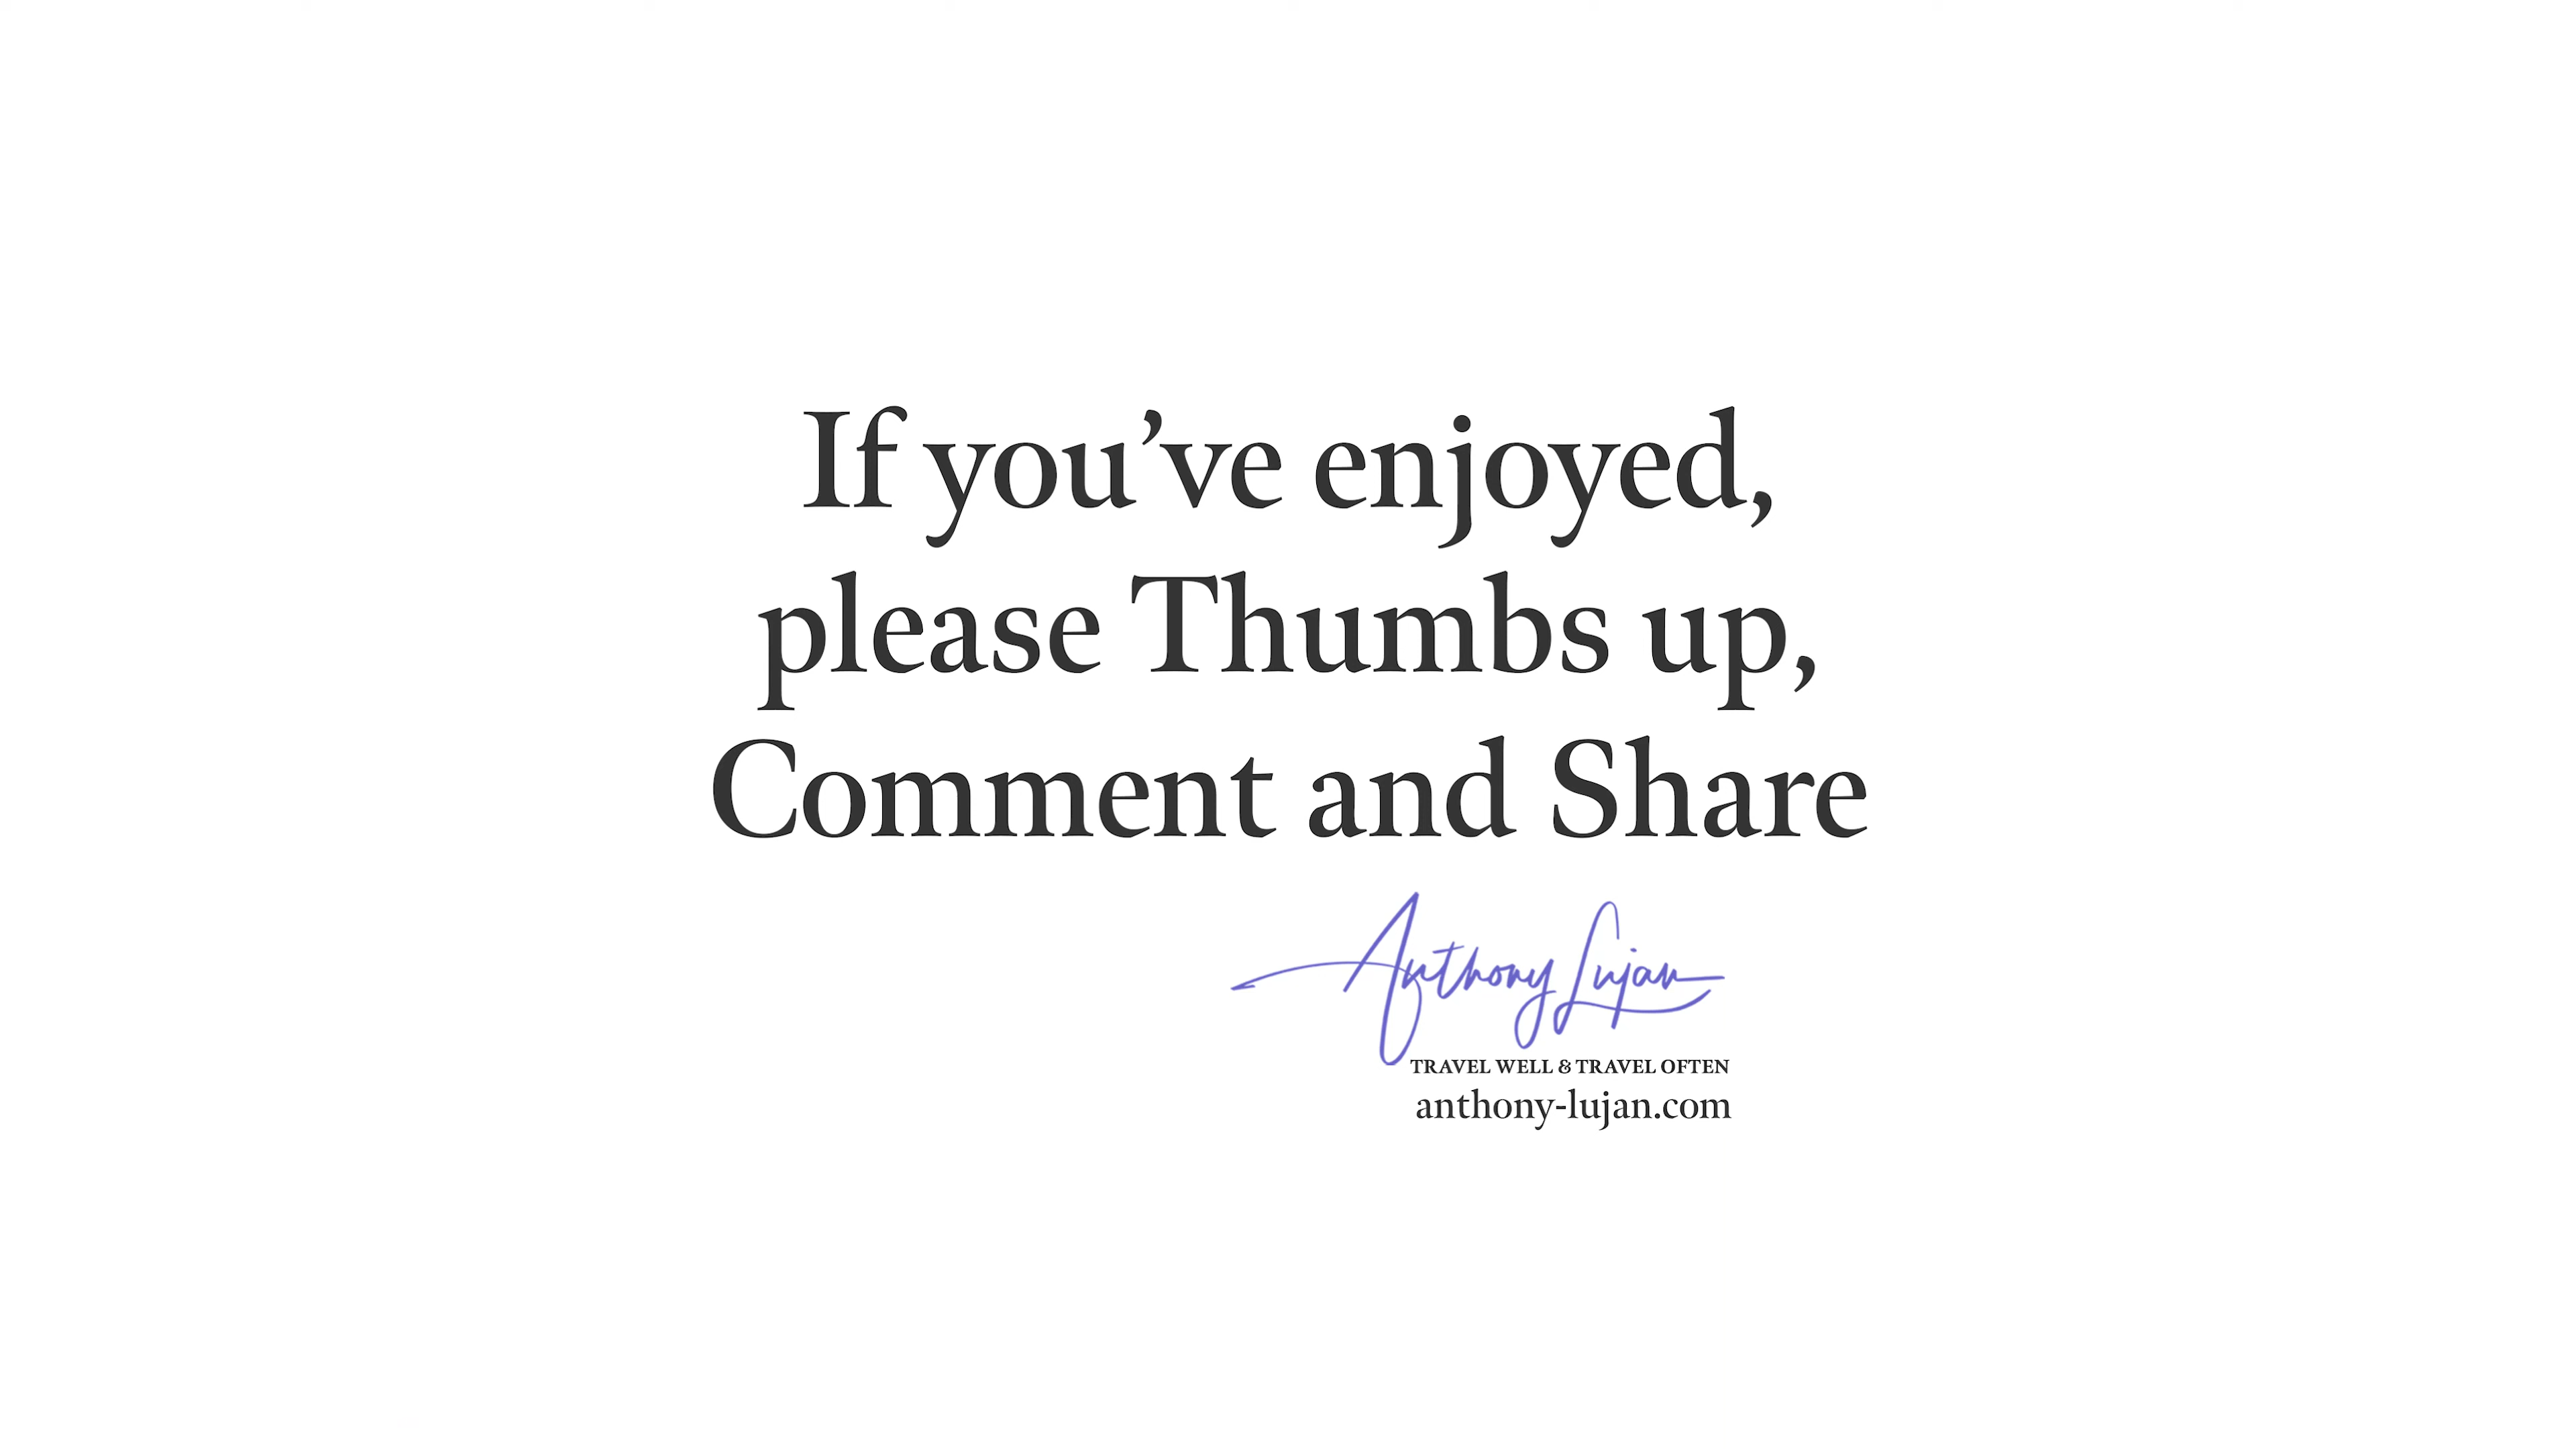 If you’ve enjoyed,
please Thumbs up,
Comment and Share
Anthony Lujan
TRAVEL WELL & TRAVEL OFTEN
anthony-lujan.com